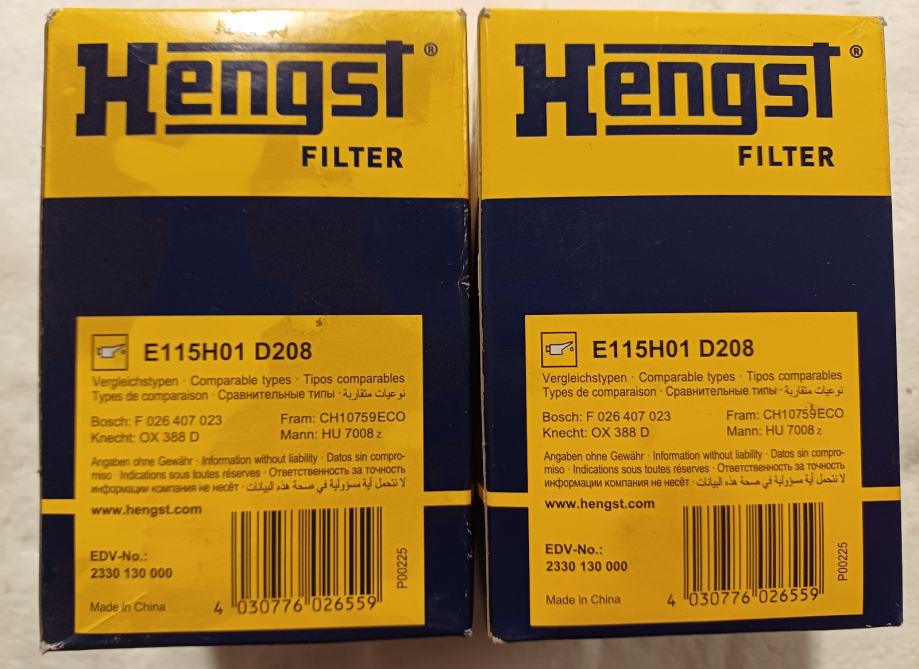 Hengst®
FILTER
E115H01 D208
Vergleichstypen · Comparable types · Tipos comparables
Types de comparaison · Сравнительные типы · نوعيات متقاربة
Bosch: F 026 407 023 Fram: CH10759ECO
Knecht: OX 388 D Mann: HU 7008 z
Angaben ohne Gewähr · Information without liability · Datos sin compro-
miso · Indications sous toutes réserves · Ответственность за точность
информации компания не несёт · لا نتحمل أية مسؤولية في صحة هذه البيانات
www.hengst.com
EDV-No.:
2330 130 000
Made in China
4 030776 026559
P00225
Hengst®
FILTER
E115H01 D208
Vergleichstypen · Comparable types · Tipos comparables
Types de comparaison · Сравнительные типы · نوعيات متقاربة
Bosch: F 026 407 023 Fram: CH10759ECO
Knecht: OX 388 D Mann: HU 7008 z
Angaben ohne Gewähr · Information without liability · Datos sin compro-
miso · Indications sous toutes réserves · Ответственность за точность
информации компания не несёт · لا نتحمل أية مسؤولية في صحة هذه البيانات
www.hengst.com
EDV-No.:
2330 130 000
Made in China
4 030776 026559
P00225